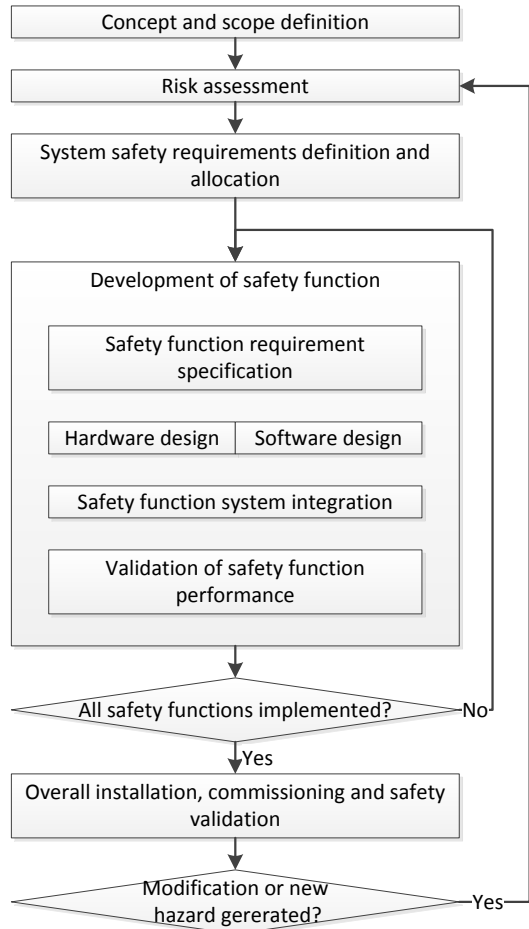 Concept and scope definition
Risk assessment
System safety requirements definition and
allocation
Development of safety function
Safety function requirement
specification
Hardware design
Software design
Safety function system integration
Validation of safety function
performance
All safety functions implemented?
No
Yes
Overall installation, commissioning and safety
validation
Modification or new
hazard gererated?
Yes